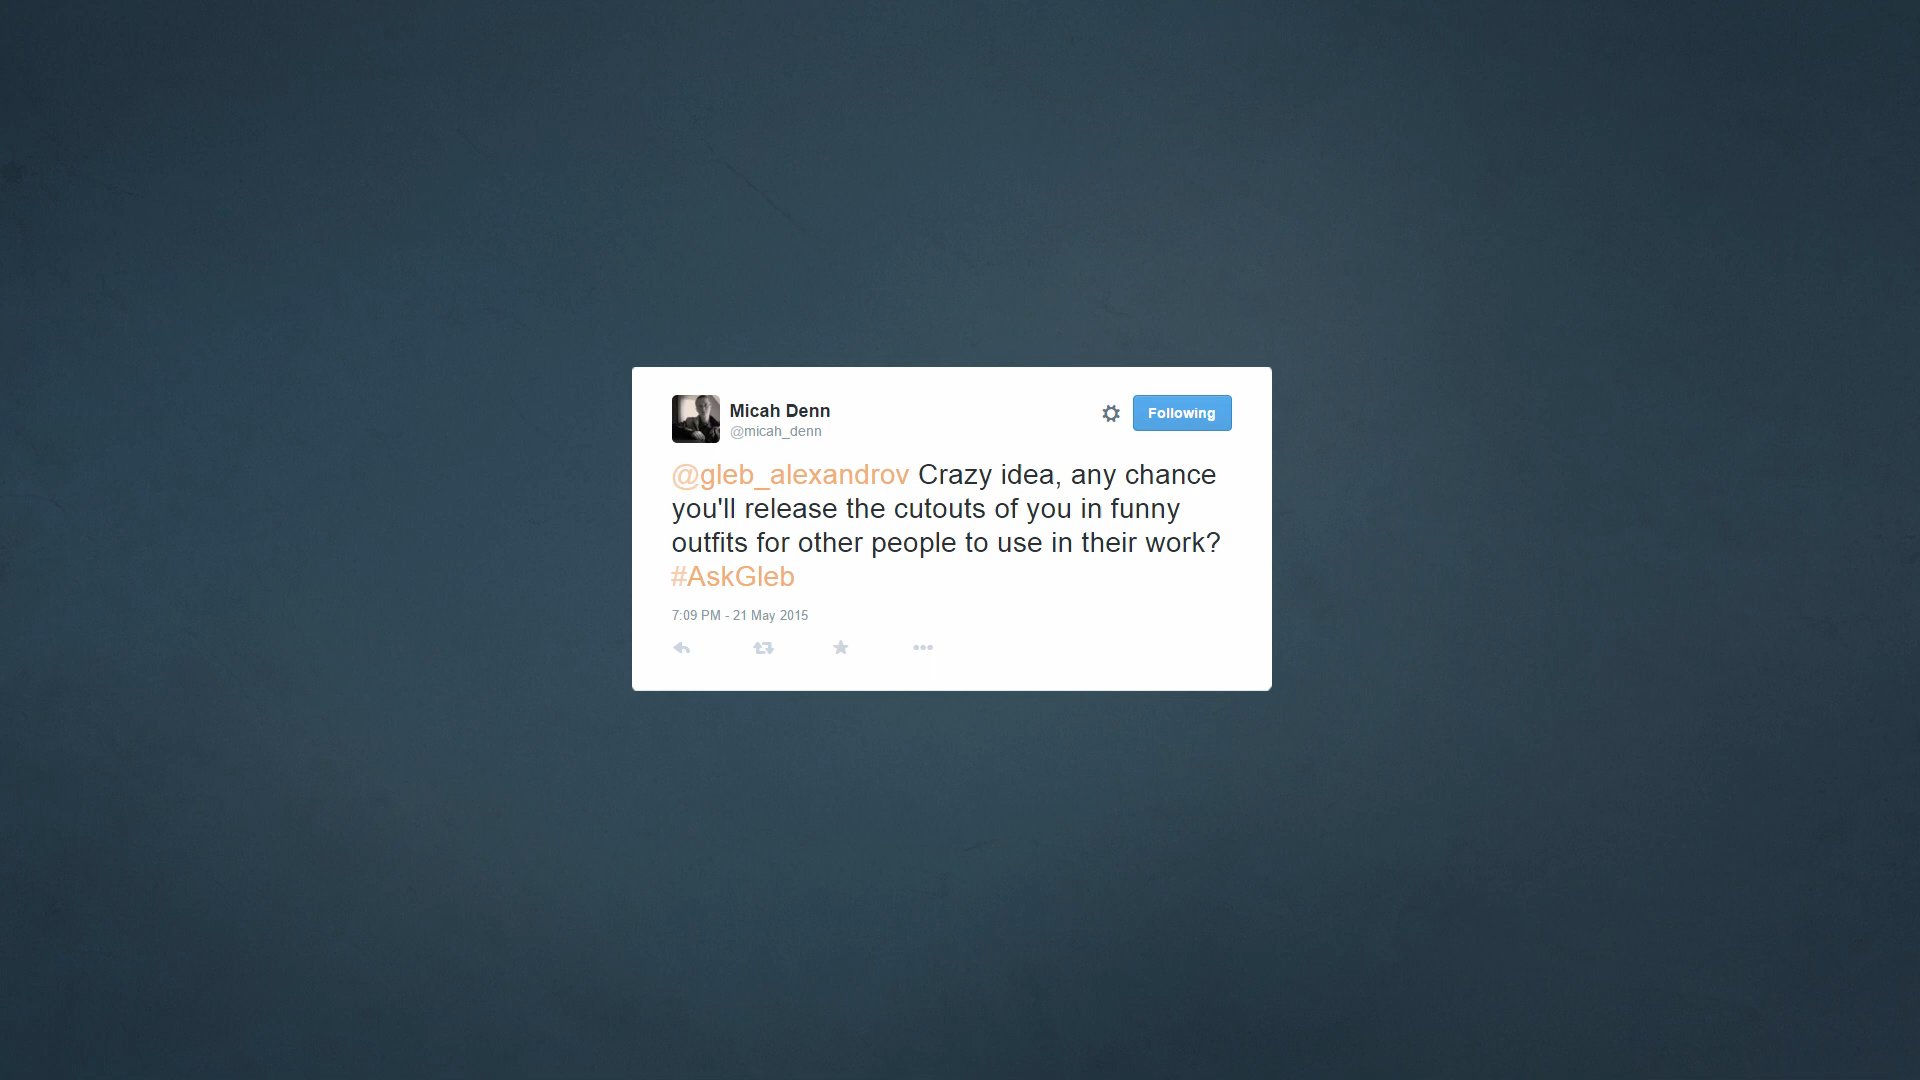 Micah Denn
@micah_denn
Following
@gleb_alexandrov Crazy idea, any chance
you'll release the cutouts of you in funny
outfits for other people to use in their work?
#AskGleb
7:09 PM - 21 May 2015